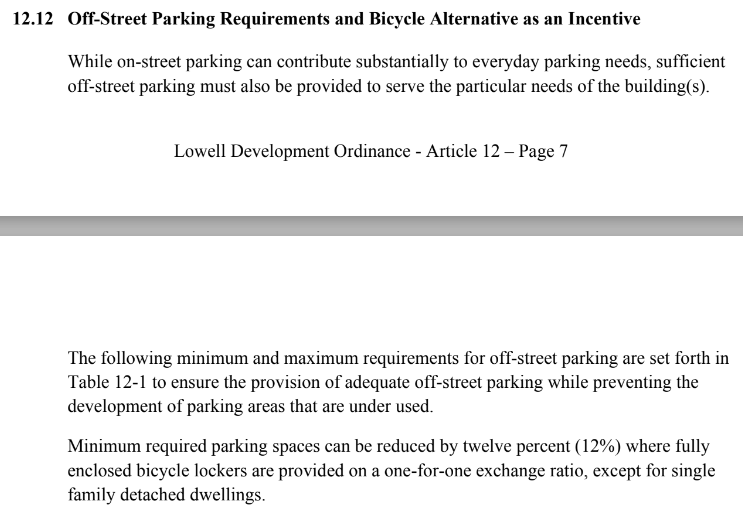 12.12 Off-Street Parking Requirements and Bicycle Alternative as an Incentive
While on-street parking can contribute substantially to everyday parking needs, sufficient
off-street parking must also be provided to serve the particular needs of the building(s).
Lowell Development Ordinance - Article 12 – Page 7
The following minimum and maximum requirements for off-street parking are set forth in
Table 12-1 to ensure the provision of adequate off-street parking while preventing the
development of parking areas that are under used.
Minimum required parking spaces can be reduced by twelve percent (12%) where fully
enclosed bicycle lockers are provided on a one-for-one exchange ratio, except for single
family detached dwellings.